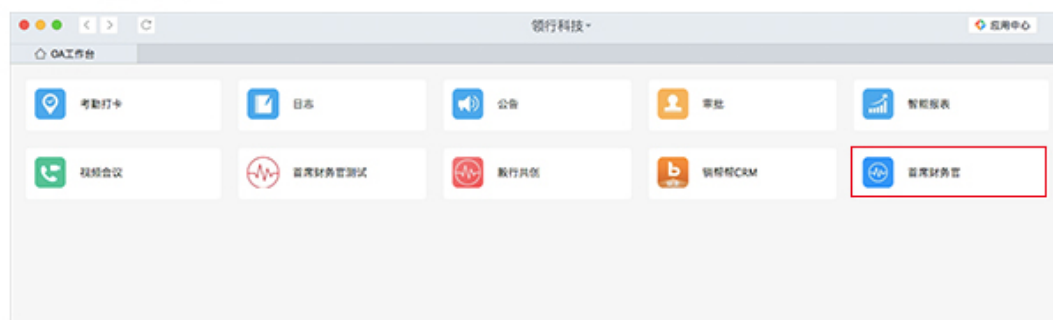 领行科技
应用中心
OA工作台
考勤打卡
日志
公告
审批
智能报表
视频会议
首席财务官测试
毅行共创
销帮帮CRM
首席财务官